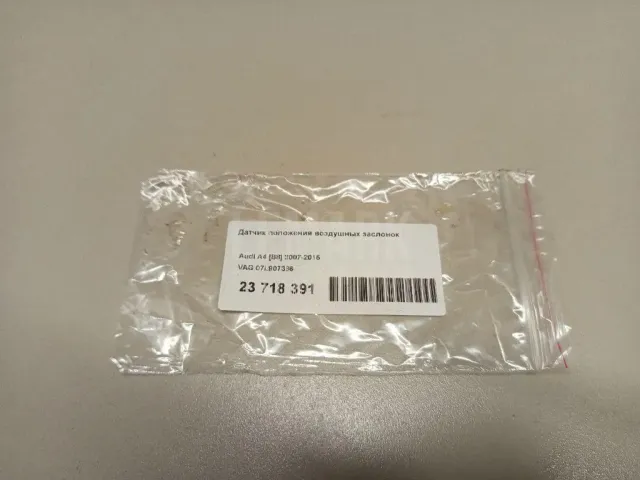 Датчик положения воздушных заслонок
Audi A4 [B8] 2007-2015
VAG 07L907386
23 718 391